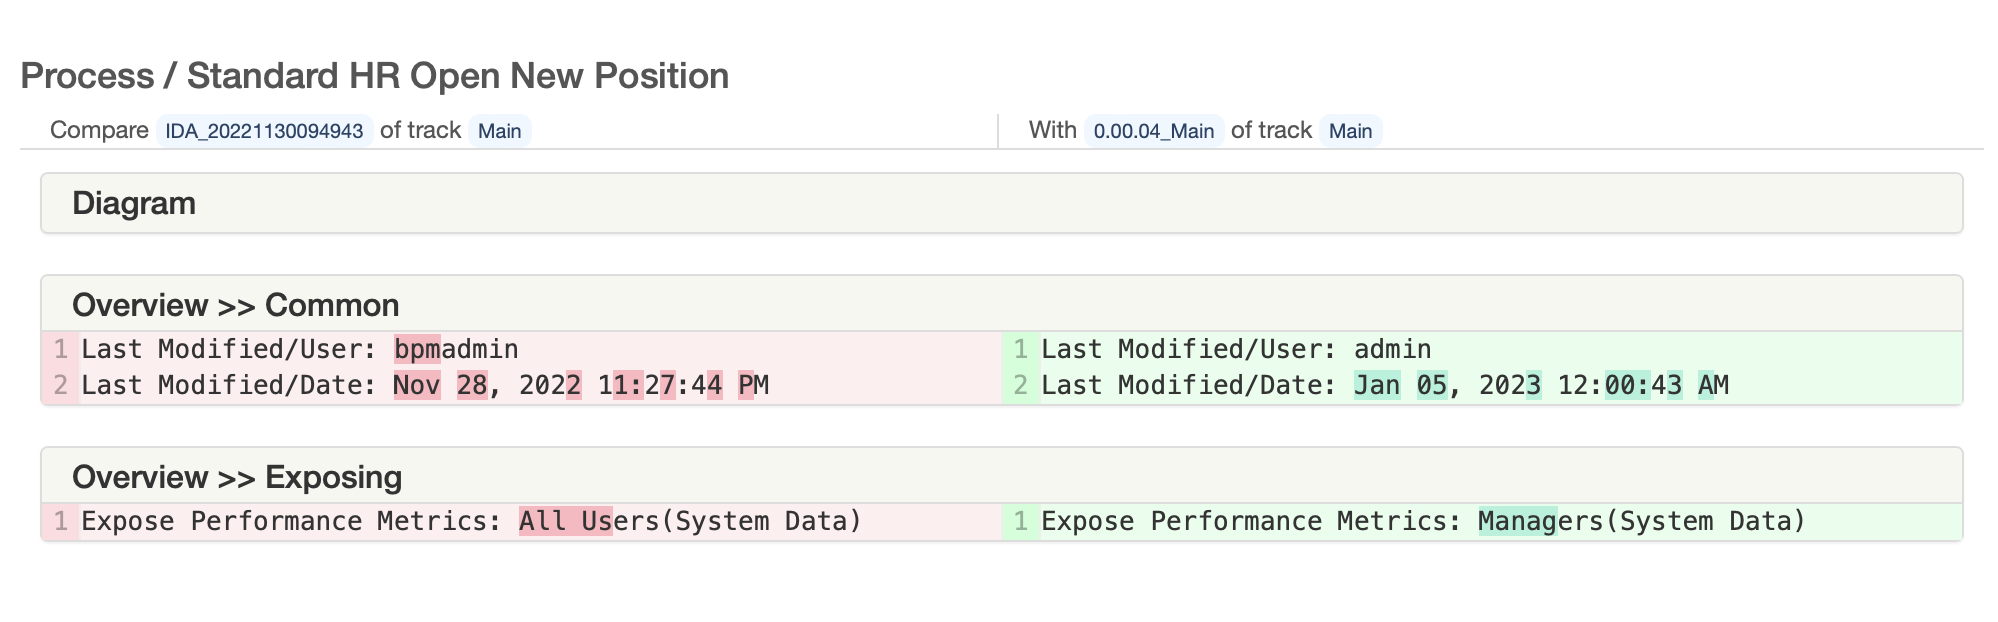 Process / Standard HR Open New Position
Compare IDA_20221130094943 of track Main
With 0.00.04_Main of track Main
Diagram
Overview >> Common
1 Last Modified/User: bpmadmin
1 Last Modified/User: admin
2 Last Modified/Date: Nov 28, 2022 11:27:44 PM
2 Last Modified/Date: Jan 05, 2023 12:00:43 AM
Overview >> Exposing
1 Expose Performance Metrics: All Users(System Data)
1 Expose Performance Metrics: Managers(System Data)